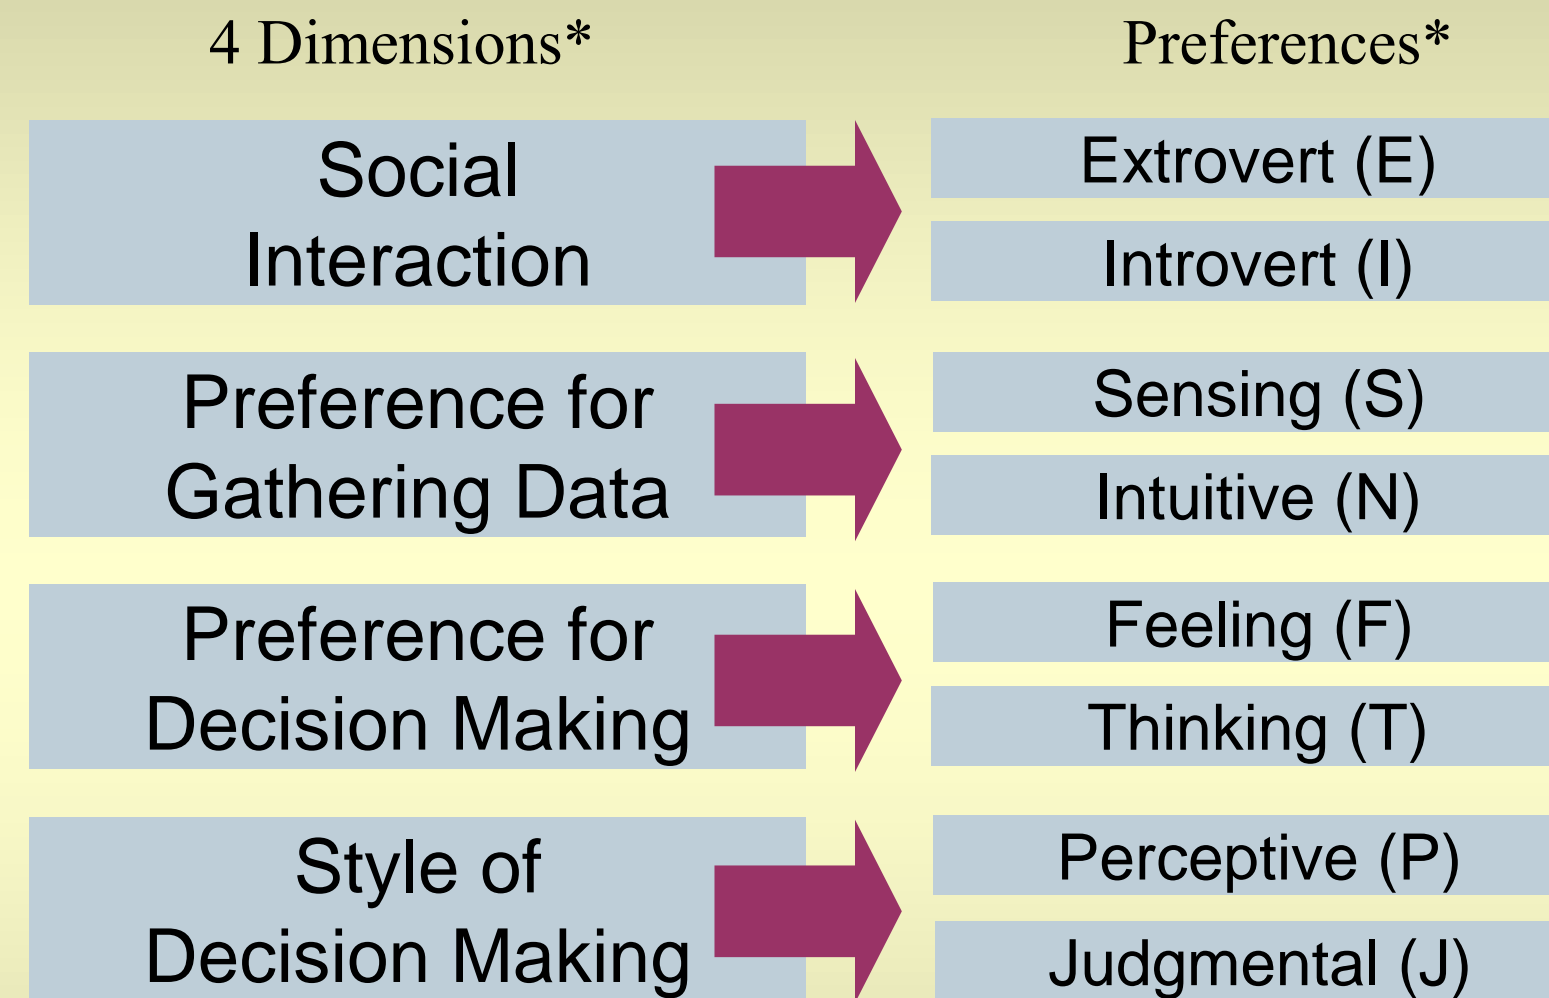 4 Dimensions*
Preferences*
Social
Interaction
Extrovert (E)
Introvert (I)
Preference for
Gathering Data
Sensing (S)
Intuitive (N)
Preference for
Decision Making
Feeling (F)
Thinking (T)
Style of
Decision Making
Perceptive (P)
Judgmental (J)